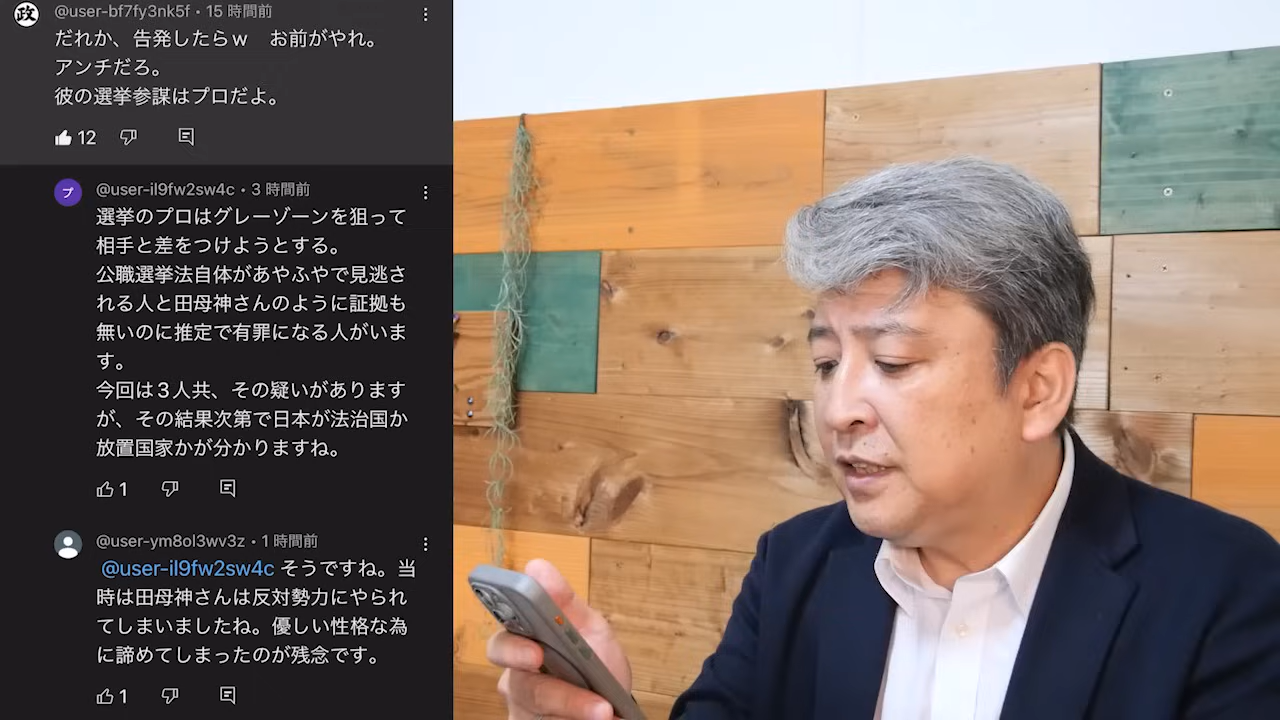 政
@user-bf7fy3nk5f・15 時間前
だれか、告発したらｗ　お前がやれ。
アンチだろ。
彼の選挙参謀はプロだよ。
12
プ
@user-il9fw2sw4c・3 時間前
選挙のプロはグレーゾーンを狙って
相手と差をつけようとする。
公職選挙法自体があやふやで見逃さ
れる人と田母神さんのように証拠も
無いのに推定で有罪になる人がいま
す。
今回は３人共、その疑いがあります
が、その結果次第で日本が法治国か
放置国家かが分かりますね。
1
@user-ym8ol3wv3z・1 時間前
@user-il9fw2sw4c そうですね。当
時は田母神さんは反対勢力にやられ
てしまいましたね。優しい性格な為
に諦めてしまったのが残念です。
1